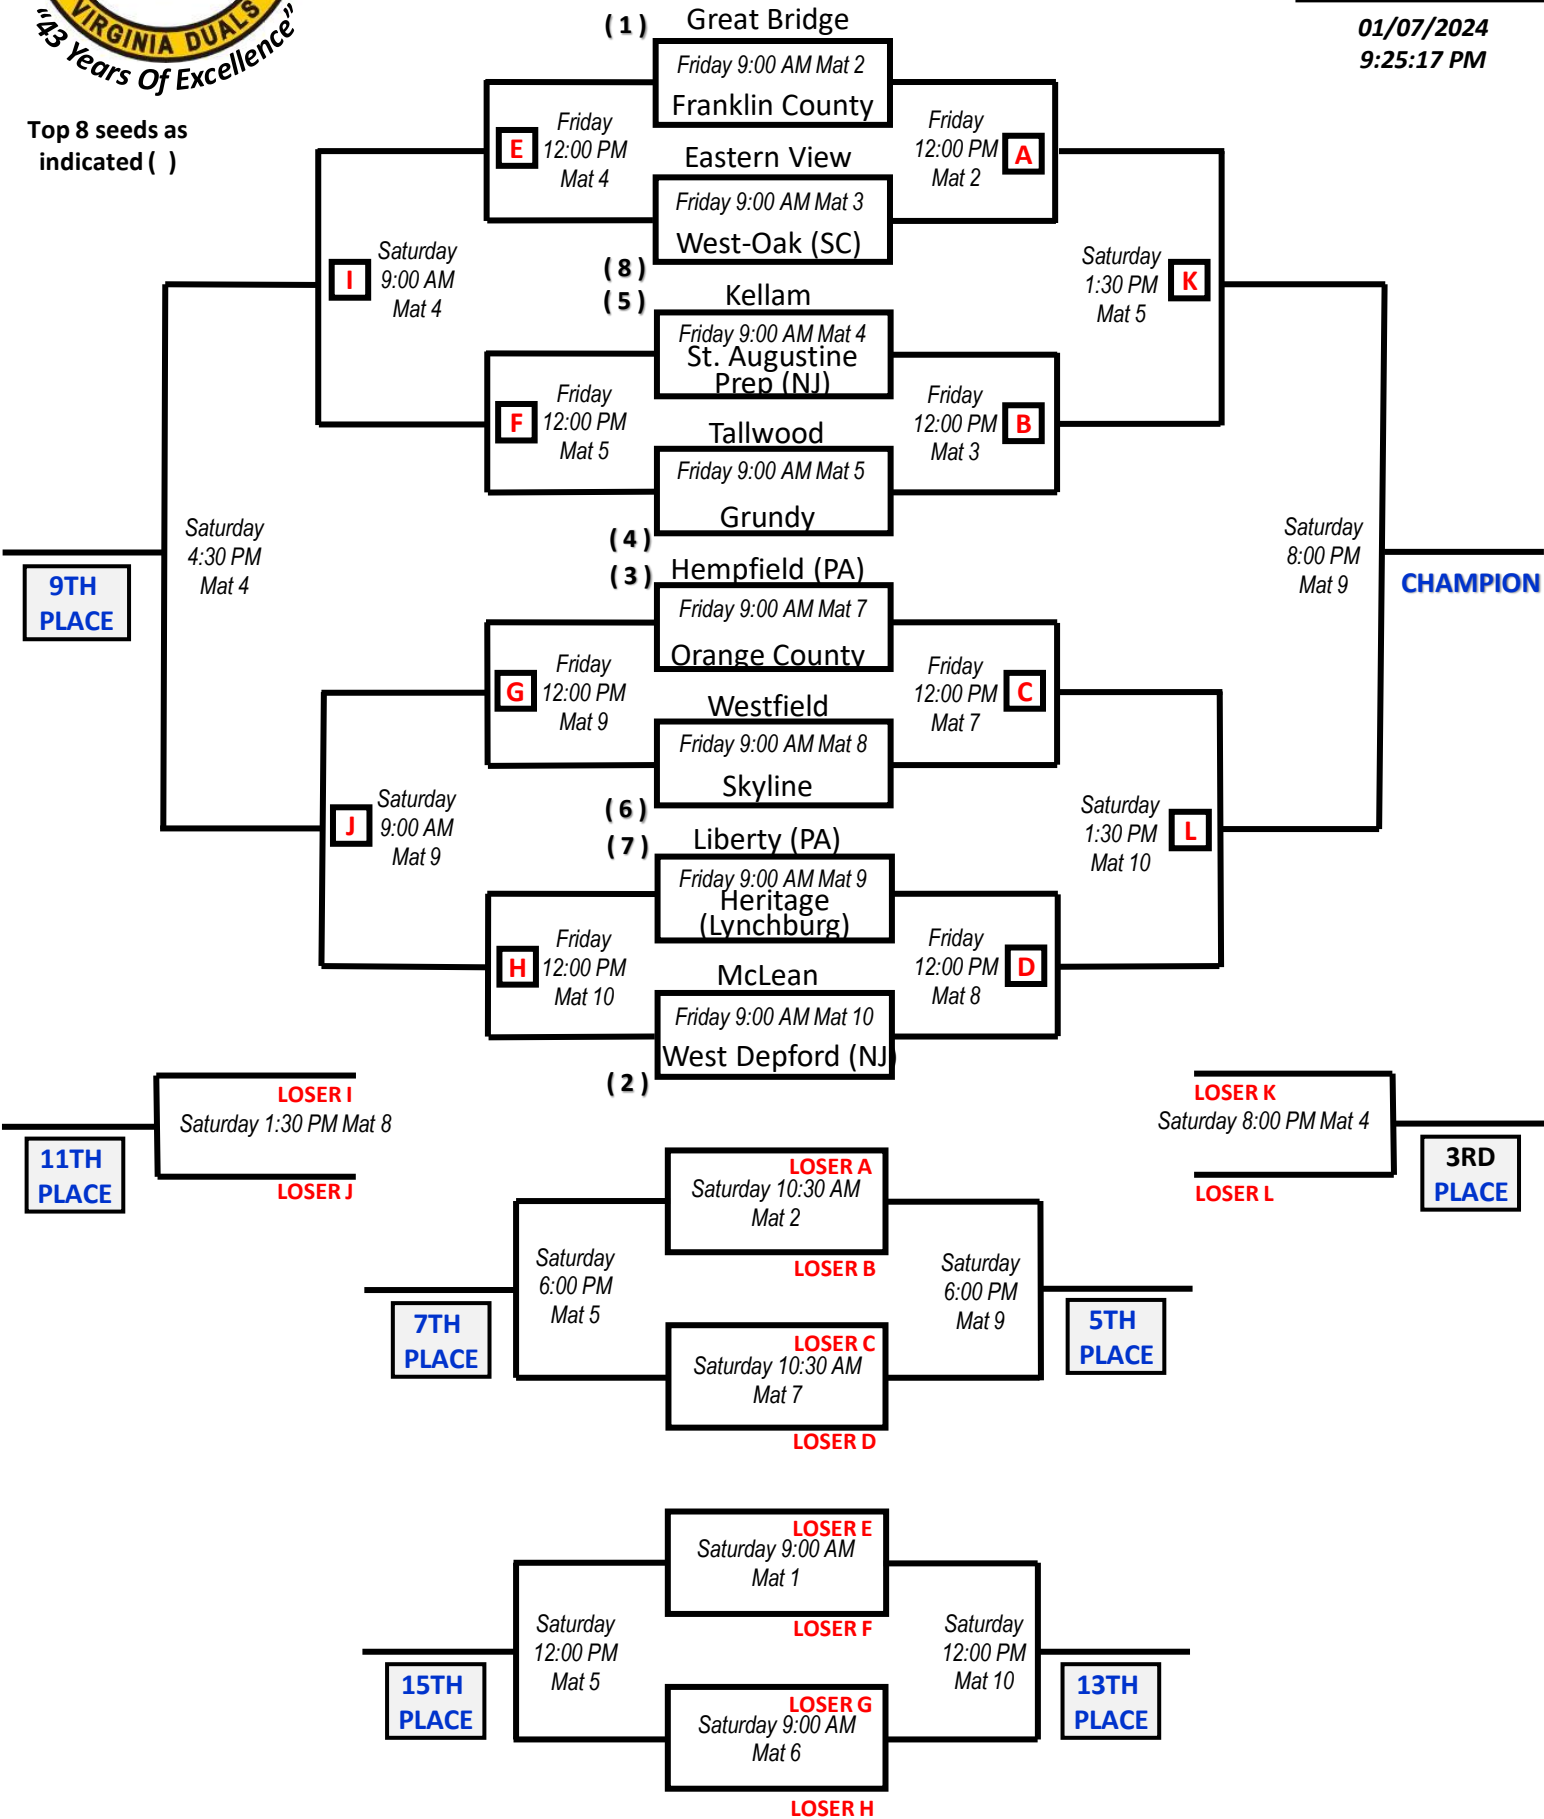 VIRGINIA DUALS
“43 Years Of Excellence”
01/07/2024
9:25:17 PM
Top 8 seeds as
indicated ( )
( 1 )
Great Bridge
Friday 9:00 AM Mat 2
Franklin County
E
Friday
12:00 PM
Mat 4
Friday
12:00 PM
Mat 2
A
Eastern View
Friday 9:00 AM Mat 3
West-Oak (SC)
( 8 )
I
Saturday
9:00 AM
Mat 4
Saturday
1:30 PM
Mat 5
K
( 5 )
Kellam
Friday 9:00 AM Mat 4
St. Augustine
Prep (NJ)
F
Friday
12:00 PM
Mat 5
Friday
12:00 PM
Mat 3
B
Tallwood
Friday 9:00 AM Mat 5
Grundy
( 4 )
Saturday
4:30 PM
Mat 4
9TH
PLACE
Saturday
8:00 PM
Mat 9
CHAMPION
( 3 )
Hempfield (PA)
Friday 9:00 AM Mat 7
Orange County
G
Friday
12:00 PM
Mat 9
Friday
12:00 PM
Mat 7
C
Westfield
Friday 9:00 AM Mat 8
Skyline
( 6 )
J
Saturday
9:00 AM
Mat 9
Saturday
1:30 PM
Mat 10
L
( 7 )
Liberty (PA)
Friday 9:00 AM Mat 9
Heritage
(Lynchburg)
H
Friday
12:00 PM
Mat 10
Friday
12:00 PM
Mat 8
D
McLean
Friday 9:00 AM Mat 10
West Depford (NJ)
( 2 )
LOSER I
Saturday 1:30 PM Mat 8
LOSER J
11TH
PLACE
LOSER K
Saturday 8:00 PM Mat 4
LOSER L
3RD
PLACE
LOSER A
Saturday 10:30 AM
Mat 2
LOSER B
Saturday
6:00 PM
Mat 5
7TH
PLACE
Saturday
6:00 PM
Mat 9
5TH
PLACE
LOSER C
Saturday 10:30 AM
Mat 7
LOSER D
LOSER E
Saturday 9:00 AM
Mat 1
LOSER F
Saturday
12:00 PM
Mat 5
15TH
PLACE
Saturday
12:00 PM
Mat 10
13TH
PLACE
LOSER G
Saturday 9:00 AM
Mat 6
LOSER H